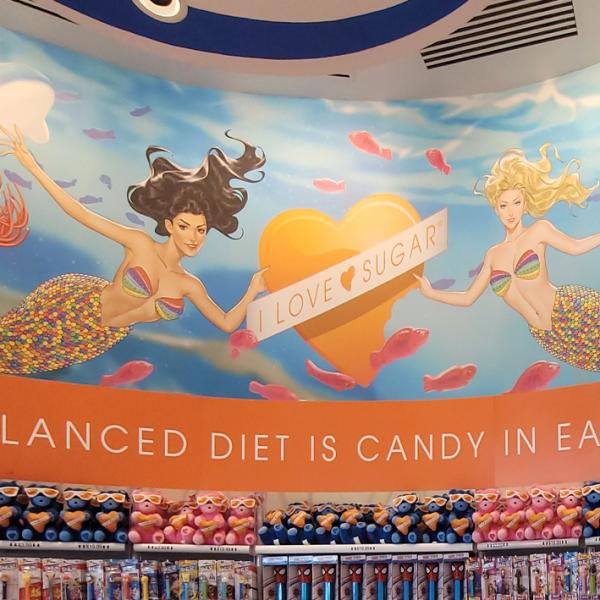 I LOVE SUGAR
LANCED DIET IS CANDY IN EA